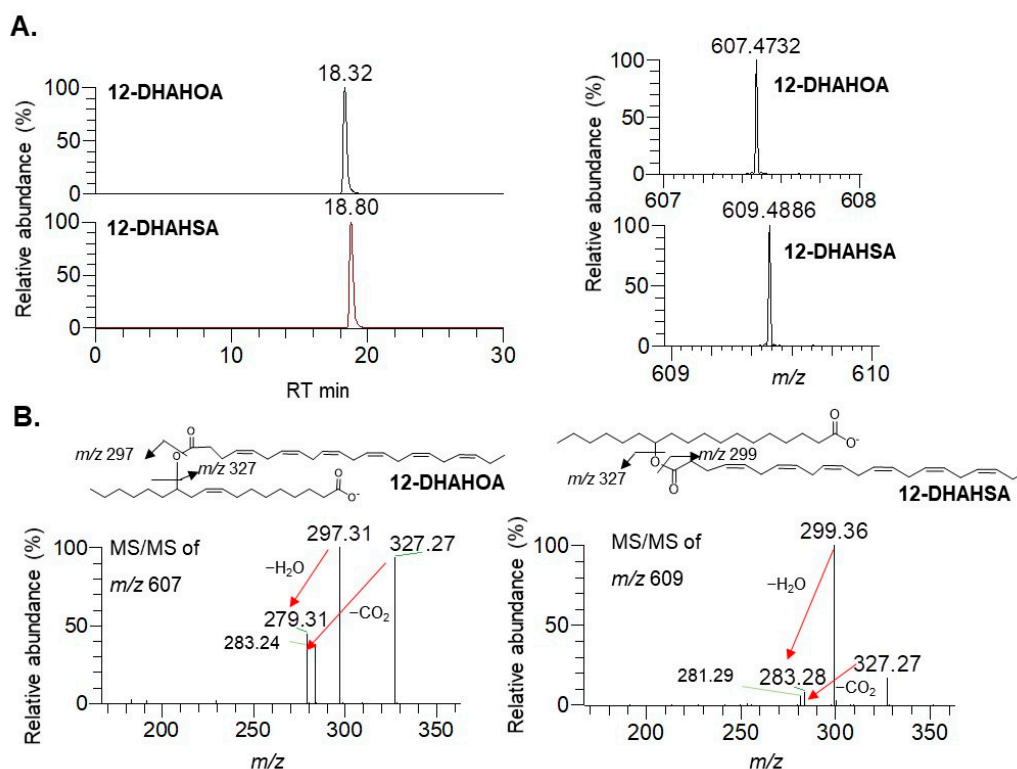 A.
18.32
12-DHAHOA
100
50
0
18.80
12-DHAHSA
100
50
0
0 10 20 30
RT min
Relative abundance (%)
607.4732
12-DHAHOA
100
50
0
607 608
609.4886
12-DHAHSA
100
50
0
609 m/z 610
Relative abundance (%)
B.
O
m/z 297
O
m/z 327
O
O-
12-DHAHOA
MS/MS of
m/z 607
297.31
327.27
−H2O
−CO2
279.31
283.24
100
50
0
200 250 300 350
m/z
Relative abundance (%)
O
O-
m/z 299
m/z 327
O
O
12-DHAHSA
MS/MS of
m/z 609
299.36
−H2O
281.29
283.28
327.27
−CO2
100
50
0
200 250 300 350
m/z
Relative abundance (%)